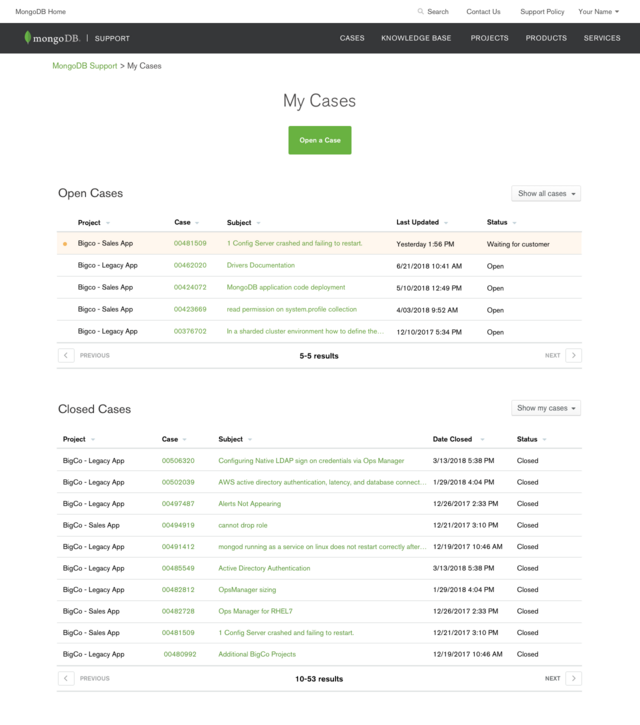 MongoDB Home Search Contact Us Support Policy Your Name
mongoDB. | SUPPORT CASES KNOWLEDGE BASE PROJECTS PRODUCTS SERVICES
MongoDB Support > My Cases
My Cases
Open a Case
Open Cases Show all cases
Project Case Subject Last Updated Status
Bigco - Sales App 00481509 1 Config Server crashed and failing to restart. Yesterday 1:56 PM Waiting for customer
Bigco - Legacy App 00462020 Drivers Documentation 6/21/2018 10:41 AM Open
Bigco - Sales App 00424072 MongoDB application code deployment 5/10/2018 12:49 PM Open
Bigco - Sales App 00423669 read permission on system.profile collection 4/03/2018 9:52 AM Open
Bigco - Legacy App 00376702 In a sharded cluster environment how to define the... 12/10/2017 5:34 PM Open
PREVIOUS 5-5 results NEXT
Closed Cases Show my cases
Project Case Subject Date Closed Status
BigCo - Legacy App 00506320 Configuring Native LDAP sign on credentials via Ops Manager 3/13/2018 5:38 PM Closed
BigCo - Legacy App 00502039 AWS active directory authentication, latency, and database connect... 1/29/2018 4:04 PM Closed
BigCo - Legacy App 00497487 Alerts Not Appearing 12/26/2017 2:33 PM Closed
BigCo - Sales App 00494919 cannot drop role 12/21/2017 3:10 PM Closed
BigCo - Legacy App 00491412 mongod running as a service on linux does not restart correctly after... 12/19/2017 10:46 AM Closed
BigCo - Legacy App 00485549 Active Directory Authentication 3/13/2018 5:38 PM Closed
BigCo - Legacy App 00482812 OpsManager sizing 1/29/2018 4:04 PM Closed
BigCo - Sales App 00482728 Ops Manager for RHEL7 12/26/2017 2:33 PM Closed
BigCo - Sales App 00481509 1 Config Server crashed and failing to restart. 12/21/2017 3:10 PM Closed
BigCo - Legacy App 00480992 Additional BigCo Projects 12/19/2017 10:46 AM Closed
PREVIOUS 10-53 results NEXT